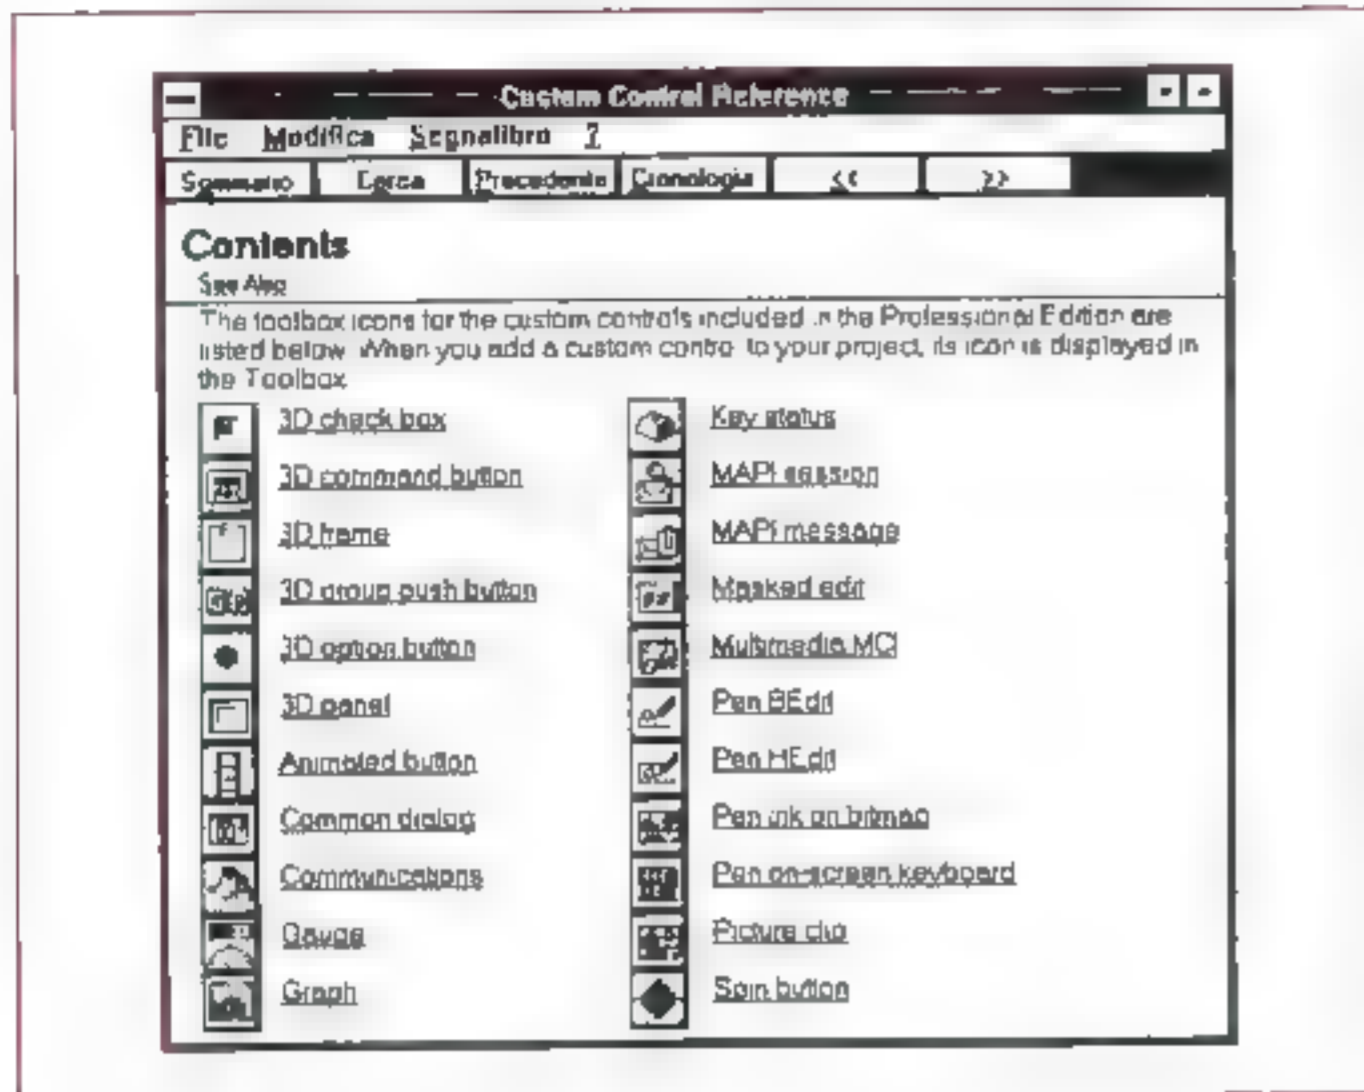 Custom Control Reference
File Modifica Segnalibro ?
Sommario Cerca Precedente Cronologia << >>
Contents
See Also
The toolbox icons for the custom controls included in the Professional Edition are
listed below. When you add a custom control to your project, its icon is displayed in
the Toolbox
3D check box
3D command button
3D frame
3D group push button
3D option button
3D panel
Animated button
Common dialog
Communications
Gauge
Graph
Key status
MAPI session
MAPI message
Masked edit
Multimedia MCI
Pen BEdit
Pen HEdit
Pen ink on bitmap
Pen on-screen keyboard
Picture clip
Spin button